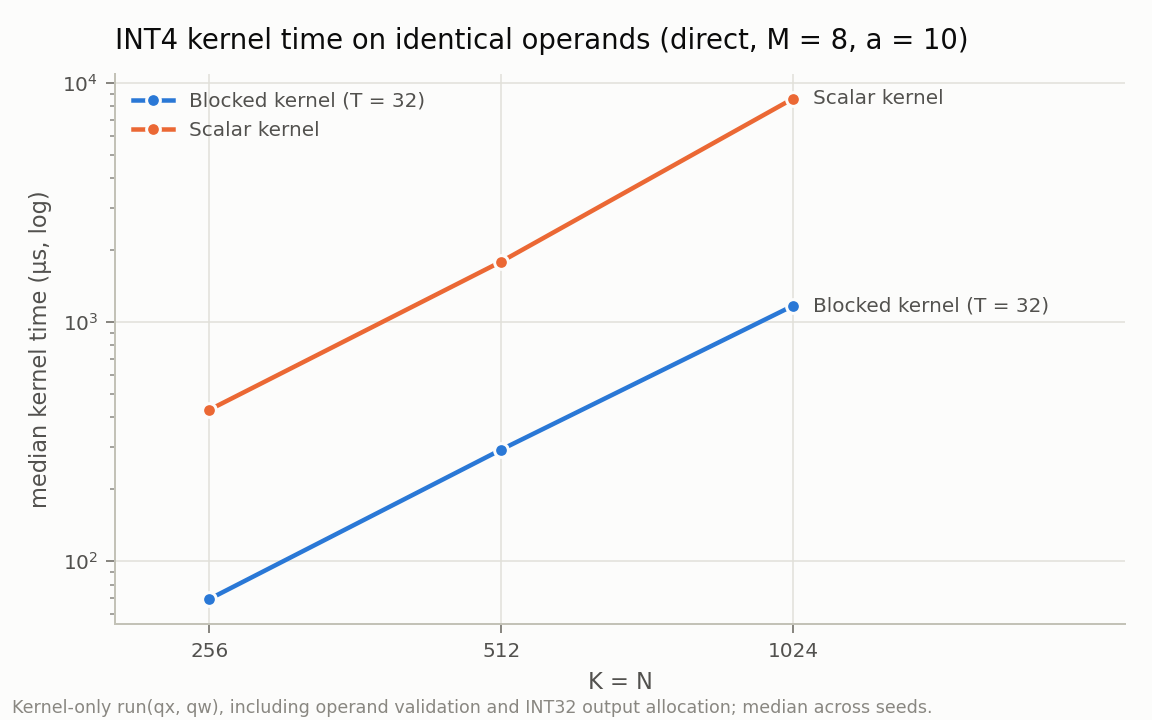 INT4 kernel time on identical operands (direct, M = 8, a = 10)
10⁴
Blocked kernel (T = 32)
Scalar kernel
Scalar kernel
Blocked kernel (T = 32)
10³
10²
median kernel time (µs, log)
256
512
1024
K = N
Kernel-only run(qx, qw), including operand validation and INT32 output allocation; median across seeds.